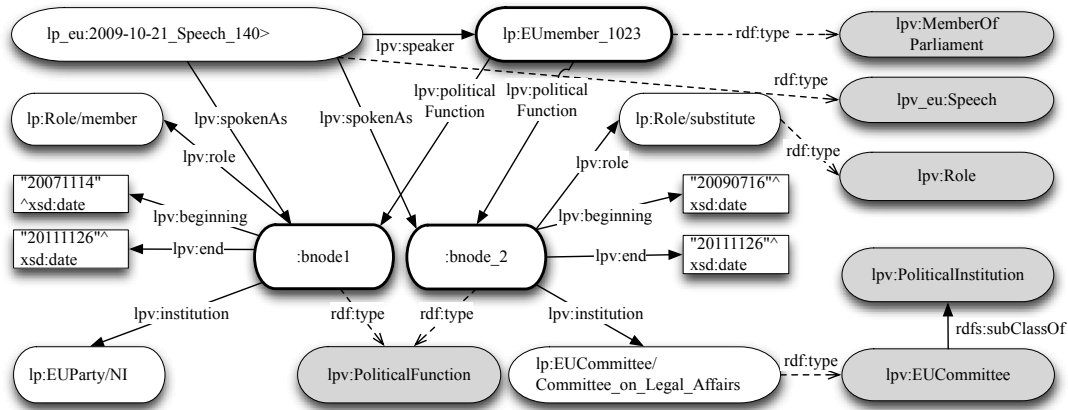 lp_eu:2009-10-21_Speech_140>
lpv:speaker
lp:EUmember_1023
rdf:type
lpv:MemberOf
Parliament
rdf:type
lpv_eu:Speech
lp:Role/member
lpv:spokenAs
lpv:spokenAs
lpv:political
Function
lpv:political
Function
lp:Role/substitute
rdf:type
lpv:Role
lpv:role
lpv:role
"20071114"
^xsd:date
lpv:beginning
lpv:beginning
"20090716"^
xsd:date
"20111126"^
xsd:date
lpv:end
:bnode1
:bnode_2
lpv:end
"20111126"^
xsd:date
lpv:PoliticalInstitution
lpv:institution
rdf:type
rdf:type
lpv:institution
rdfs:subClassOf
lp:EUParty/NI
lpv:PoliticalFunction
lp:EUCommittee/
Committee_on_Legal_Affairs
rdf:type
lpv:EUCommittee